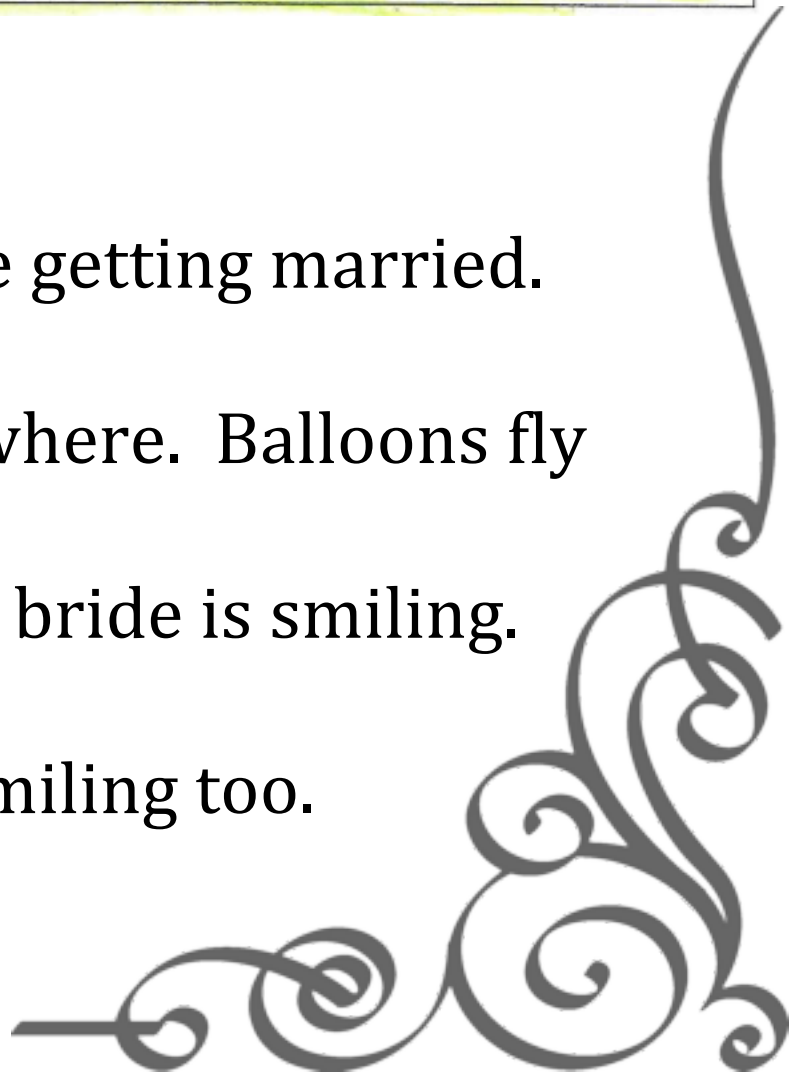 getting married.
where. Balloons fly
bride is smiling.
miling too.